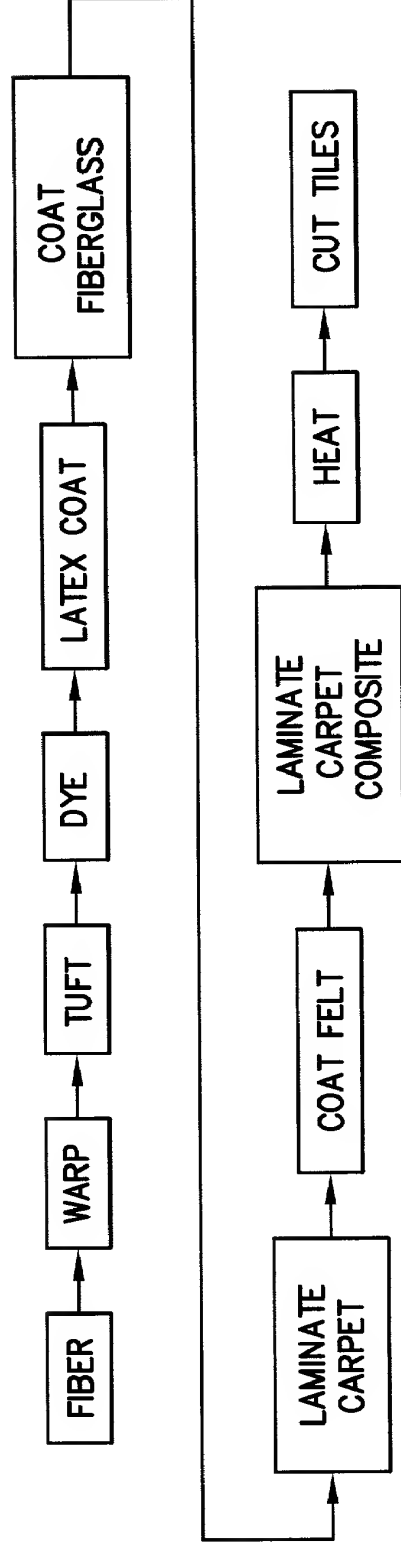 FIBER
WARP
TUFT
DYE
LATEX COAT
COAT
FIBERGLASS
LAMINATE
CARPET
COAT FELT
LAMINATE
CARPET
COMPOSITE
HEAT
CUT TILES